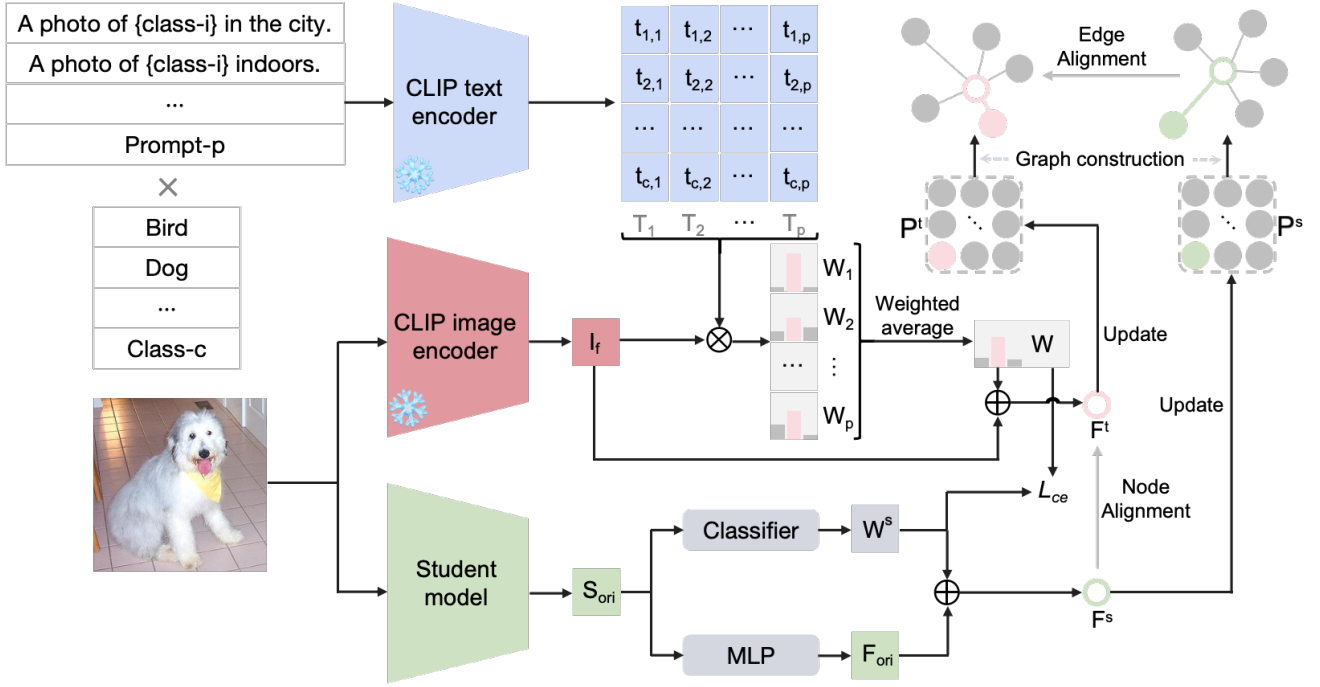 A photo of {class-i} in the city.
A photo of {class-i} indoors.
...
Prompt-p
×
Bird
Dog
...
Class-c
CLIP text
encoder
t1,1 t1,2 ... t1,p
t2,1 t2,2 ... t2,p
... ... ... ...
tc,1 tc,2 ... tc,p
T1 T2 ... Tp
CLIP image
encoder
If
W1
W2
... ⋮
Wp
Weighted
average
W
Edge
Alignment
Graph construction
Pt
Ps
Update
Update
Ft
Lce
Node
Alignment
Student
model
Sori
Classifier
Ws
MLP
Fori
Fs